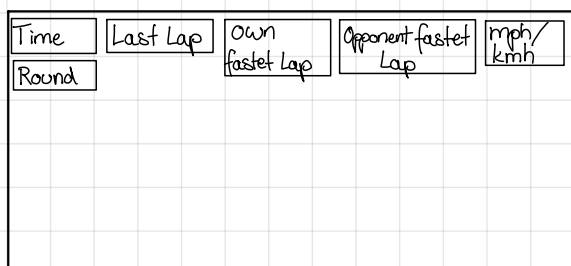 Time
Last Lap
Own
fastet Lap
Opponent fastet
Lap
mph/
kmh
Round